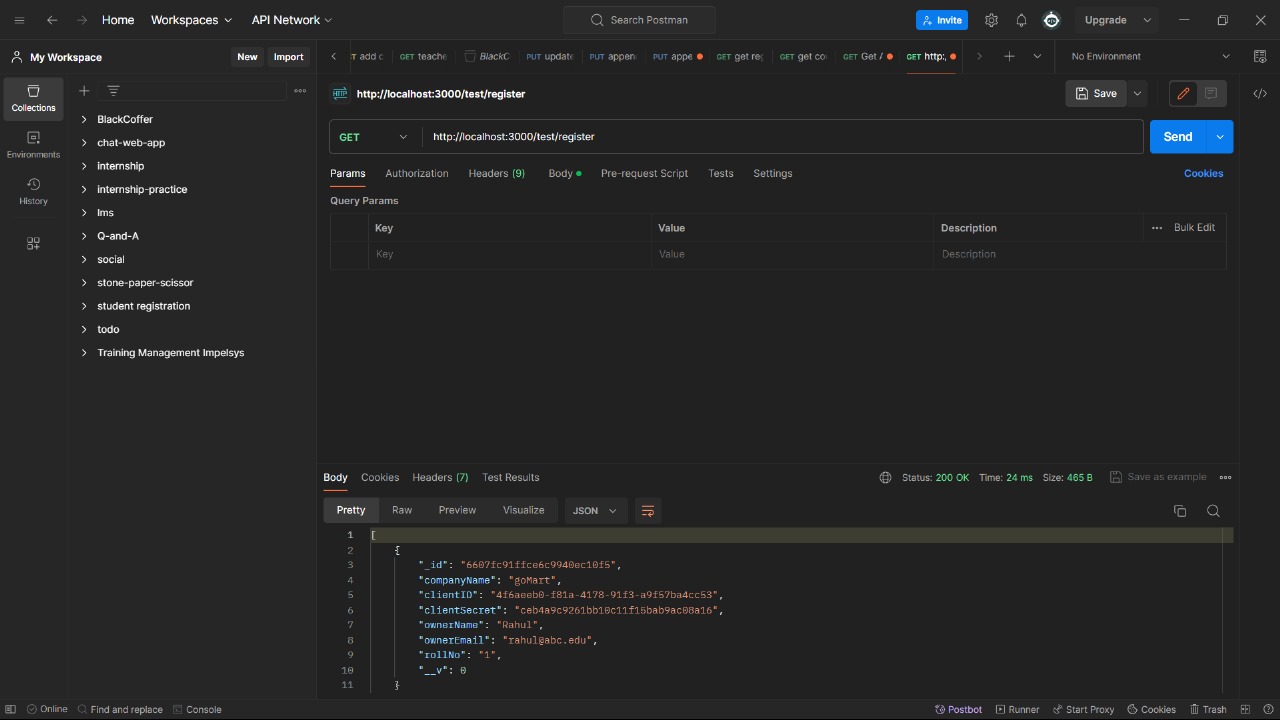 Home Workspaces API Network Search Postman Invite Upgrade
My Workspace New Import
T add c GET teache BlackC PUT update PUT appen PUT appe GET get re GET get co GET Get / GET http:, No Environment
Collections
Environments
History
BlackCoffer
chat-web-app
internship
internship-practice
lms
Q-and-A
social
stone-paper-scissor
student registration
todo
Training Management Impelsys
HTTP http://localhost:3000/test/register Save
GET http://localhost:3000/test/register Send
Params Authorization Headers (9) Body Pre-request Script Tests Settings Cookies
Query Params
Key Value Description Bulk Edit
Key Value Description
Body Cookies Headers (7) Test Results Status: 200 OK Time: 24 ms Size: 465 B Save as example
Pretty Raw Preview Visualize JSON
1 [
2 {
3 "_id": "6607fc91ffce6c9940ec10f5",
4 "companyName": "goMart",
5 "clientID": "4f6aeeb0-f81a-4178-91f3-a9f57ba4cc53",
6 "clientSecret": "ceb4a9c9261bb10c11f15bab9ac08a16",
7 "ownerName": "Rahul",
8 "ownerEmail": "rahul@abc.edu",
9 "rollNo": "1",
10 "__v": 0
11 }
Online Find and replace Console Postbot Runner Start Proxy Cookies Trash